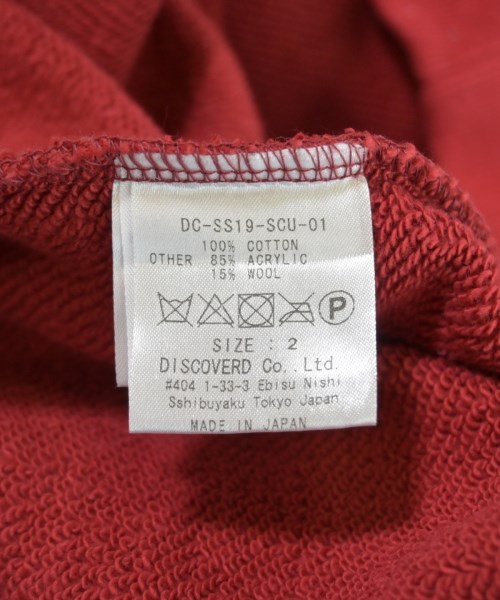 DC-SS19-SCU-01
100% COTTON
OTHER 85% ACRYLIC
15% WOOL
P
SIZE : 2
DISCOVERD Co.,Ltd.
#404 1-33-3 Ebisu Nishi
Sshibuyaku Tokyo Japan
MADE IN JAPAN